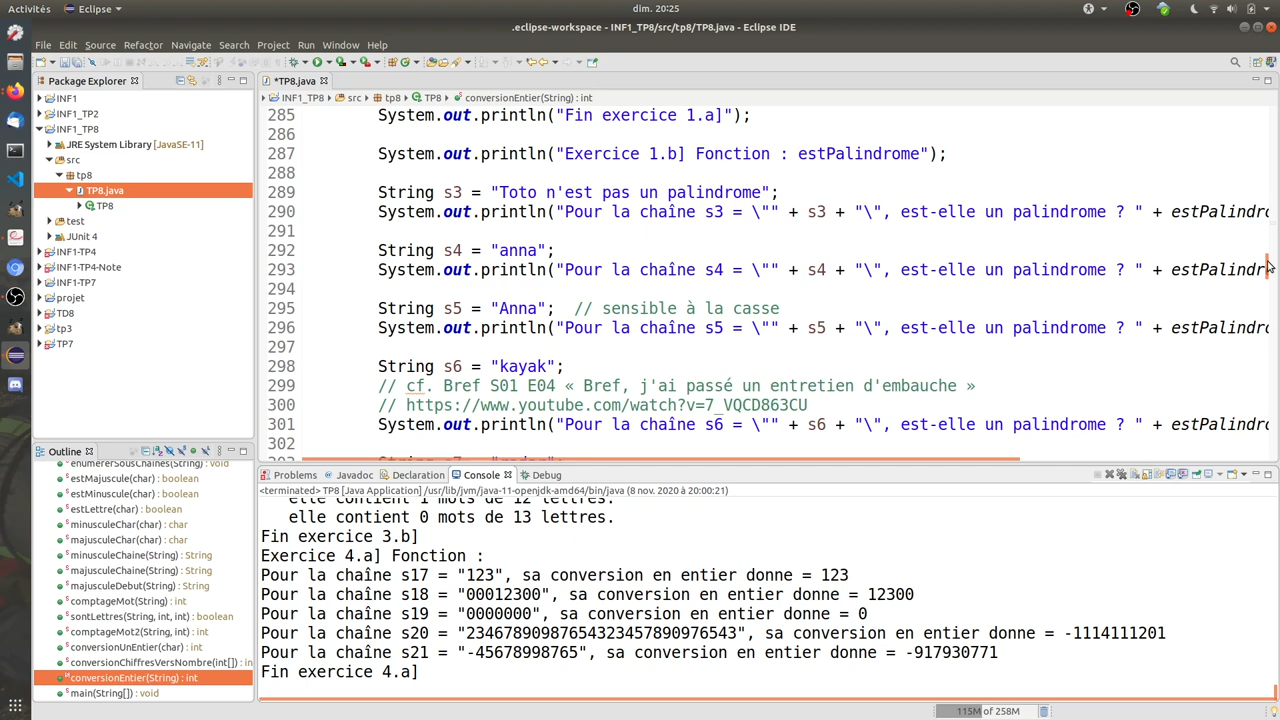 Activités Eclipse dim. 20:25
.eclipse-workspace - INF1_TP8/src/tp8/TP8.java - Eclipse IDE
File Edit Source Refactor Navigate Search Project Run Window Help
Package Explorer
INF1
INF1_TP2
INF1_TP8
JRE System Library [JavaSE-11]
src
tp8
TP8.java
TP8
test
JUnit 4
INF1-TP4
INF1-TP4-Note
INF1-TP7
projet
TD8
tp3
TP7
*TP8.java
INF1_TP8 src tp8 TP8 conversionEntier(String) : int
285 System.out.println("Fin exercice 1.a]");
286
287 System.out.println("Exercice 1.b] Fonction : estPalindrome");
288
289 String s3 = "Toto n'est pas un palindrome";
290 System.out.println("Pour la chaîne s3 = \"" + s3 + "\", est-elle un palindrome ? " + estPalindro
291
292 String s4 = "anna";
293 System.out.println("Pour la chaîne s4 = \"" + s4 + "\", est-elle un palindrome ? " + estPalindr
294
295 String s5 = "Anna"; // sensible à la casse
296 System.out.println("Pour la chaîne s5 = \"" + s5 + "\", est-elle un palindrome ? " + estPalindro
297
298 String s6 = "kayak";
299 // cf. Bref S01 E04 « Bref, j'ai passé un entretien d'embauche »
300 // https://www.youtube.com/watch?v=7_VQCD863CU
301 System.out.println("Pour la chaîne s6 = \"" + s6 + "\", est-elle un palindrome ? " + estPalindro
302
Outline
enumererSousChaines(String) : void
estMajuscule(char) : boolean
estMinuscule(char) : boolean
estLettre(char) : boolean
minusculeChar(char) : char
majusculeChar(char) : char
minusculeChaine(String) : String
majusculeChaine(String) : String
majusculeDebut(String) : String
comptageMot(String) : int
sontLettres(String, int, int) : boolean
comptageMot2(String) : int
conversionUnEntier(char) : int
conversionChiffresVersNombre(int[]) : in
conversionEntier(String) : int
main(String[]) : void
Problems Javadoc Declaration Console Debug
<terminated> TP8 [Java Application] /usr/lib/jvm/java-11-openjdk-amd64/bin/java (8 nov. 2020 à 20:00:21)
elle contient 1 mots de 12 lettres.
elle contient 0 mots de 13 lettres.
Fin exercice 3.b]
Exercice 4.a] Fonction :
Pour la chaîne s17 = "123", sa conversion en entier donne = 123
Pour la chaîne s18 = "00012300", sa conversion en entier donne = 12300
Pour la chaîne s19 = "0000000", sa conversion en entier donne = 0
Pour la chaîne s20 = "234678909876543234578909​76543", sa conversion en entier donne = -1114111201
Pour la chaîne s21 = "-45678998765", sa conversion en entier donne = -917930771
Fin exercice 4.a]
115M of 258M